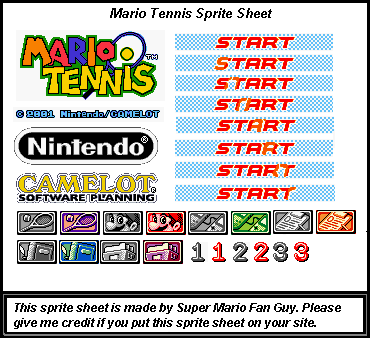 Mario Tennis Sprite Sheet
MARIO
TENNIS
TM
© 2001 Nintendo/CAMELOT
Nintendo®
CAMELOT
SOFTWARE PLANNING
START
START
START
START
START
START
START
START
1 1 2 2 3 3
This sprite sheet is made by Super Mario Fan Guy. Please
give me credit if you put this sprite sheet on your site.